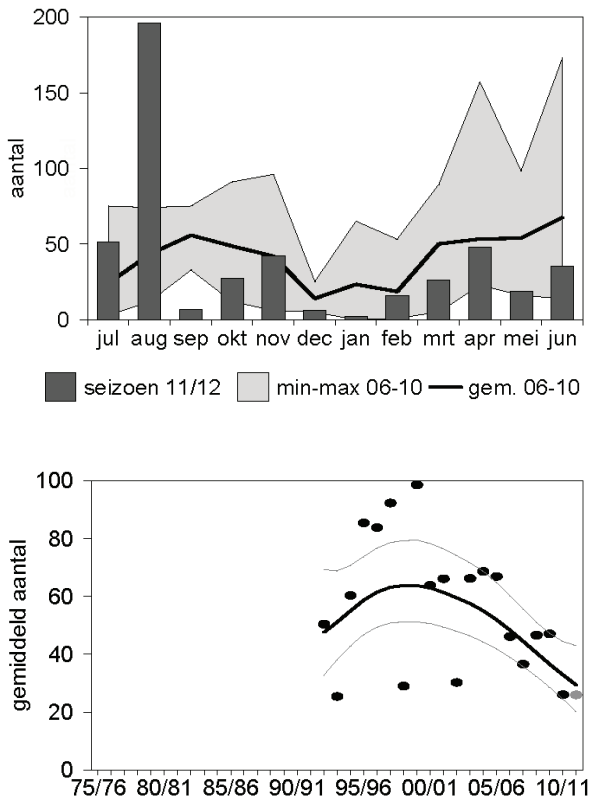 200
150
100
50
0
aantal
jul aug sep okt nov dec jan feb mrt apr mei jun
seizoen 11/12 min-max 06-10 gem. 06-10
100
80
60
40
20
0
gemiddeld aantal
75/76 80/81 85/86 90/91 95/96 00/01 05/06 10/11